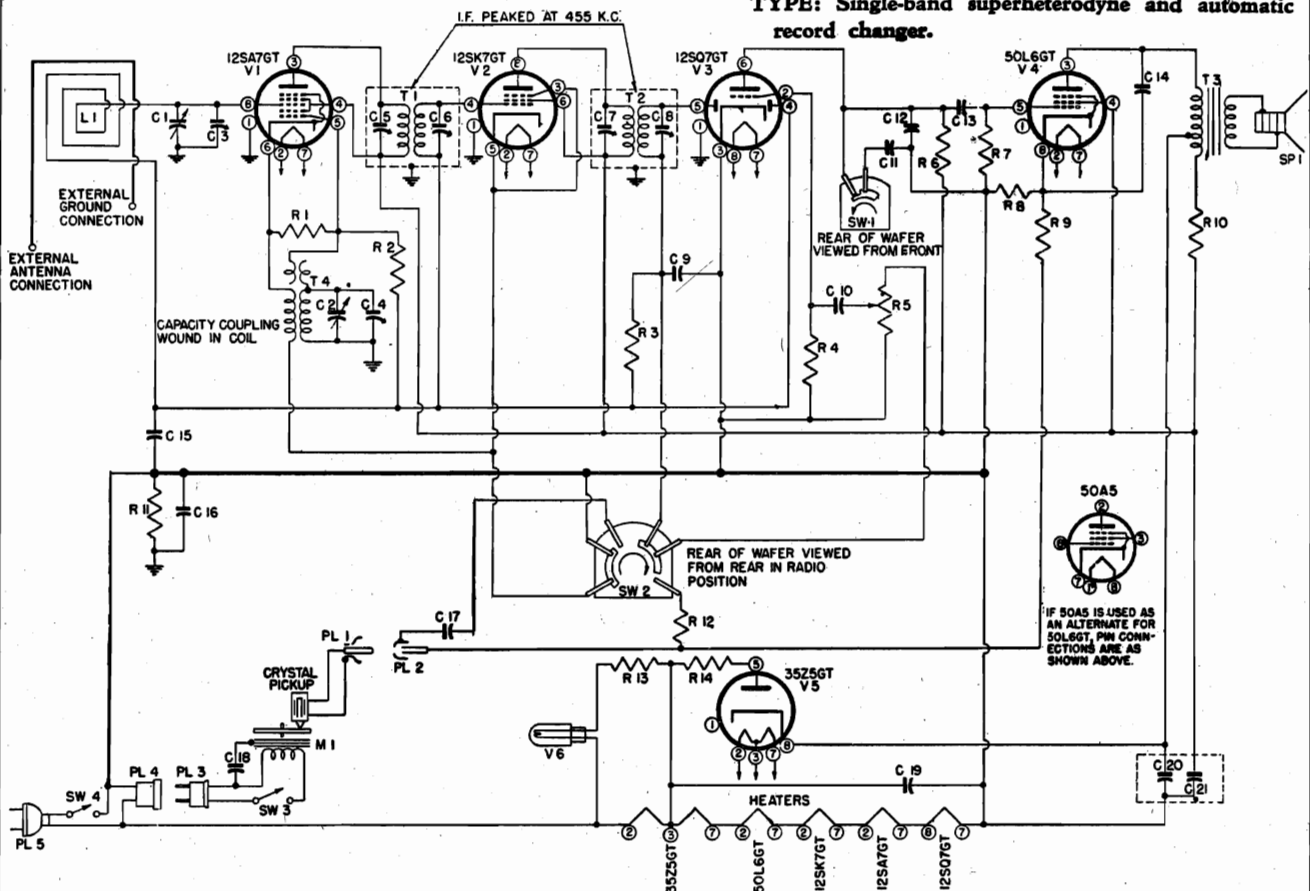 TYPE: Single-band superheterodyne and automatic
record changer.
I.F. PEAKED AT 455 K.C.
12SA7GT
V1
12SK7GT
V2
12SQ7GT
V3
50L6GT
V4
T1
T2
T3
C14
L1
C1
C3
C5
C6
C7
C8
C12
C13
C11
R6
R7
R8
R9
R10
SP1
EXTERNAL
GROUND
CONNECTION
EXTERNAL
ANTENNA
CONNECTION
SW-1
REAR OF WAFER
VIEWED FROM FRONT
R1
R2
T4
C2
C4
CAPACITY COUPLING
WOUND IN COIL
C9
R3
C10
R5
R4
C15
R11
C16
SW 2
REAR OF WAFER VIEWED
FROM REAR IN RADIO
POSITION
50A5
IF 50A5 IS USED AS
AN ALTERNATE FOR
50L6GT, PIN CONN-
ECTIONS ARE AS
SHOWN ABOVE.
C17
R12
PL 1
PL 2
CRYSTAL
PICKUP
M1
C18
PL 4
PL 3
SW 4
SW 3
PL 5
R13
R14
35Z5GT
V5
V6
C19
C20
C21
HEATERS
35Z5GT
50L6GT
12SK7GT
12SA7GT
12SQ7GT